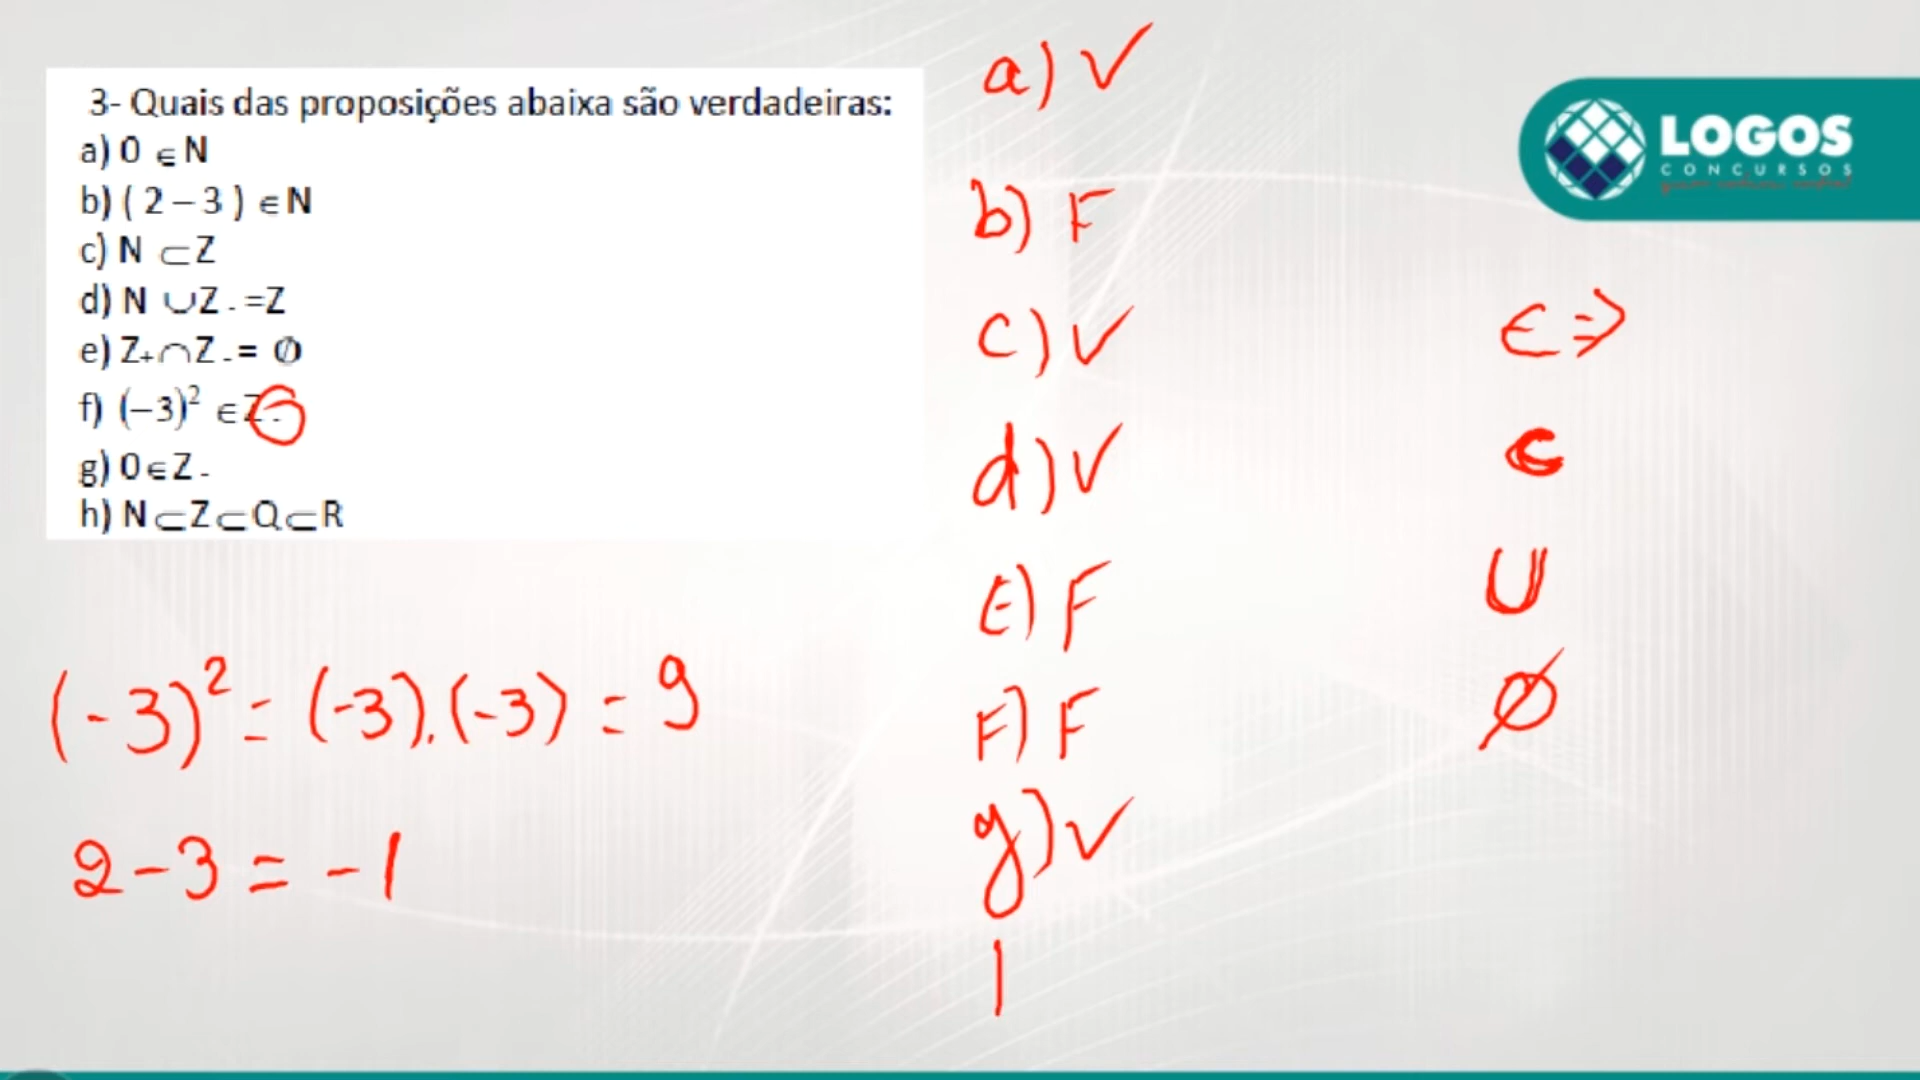 3- Quais das proposições abaixa são verdadeiras:
a) 0 ∈ N
b) ( 2 – 3 ) ∈ N
c) N ⊂ Z
d) N ∪ Z - = Z
e) Z+ ∩ Z - = ∅
f) (–3)² ∈ Z -
g) 0 ∈ Z -
h) N ⊂ Z ⊂ Q ⊂ R
(-3)² = (-3).(-3) = 9
2 - 3 = -1
a) V
b) F
c) V
d) V
E) F
F) F
g) V
∈ ⇒
⊂
U
∅
LOGOS
CONCURSOS